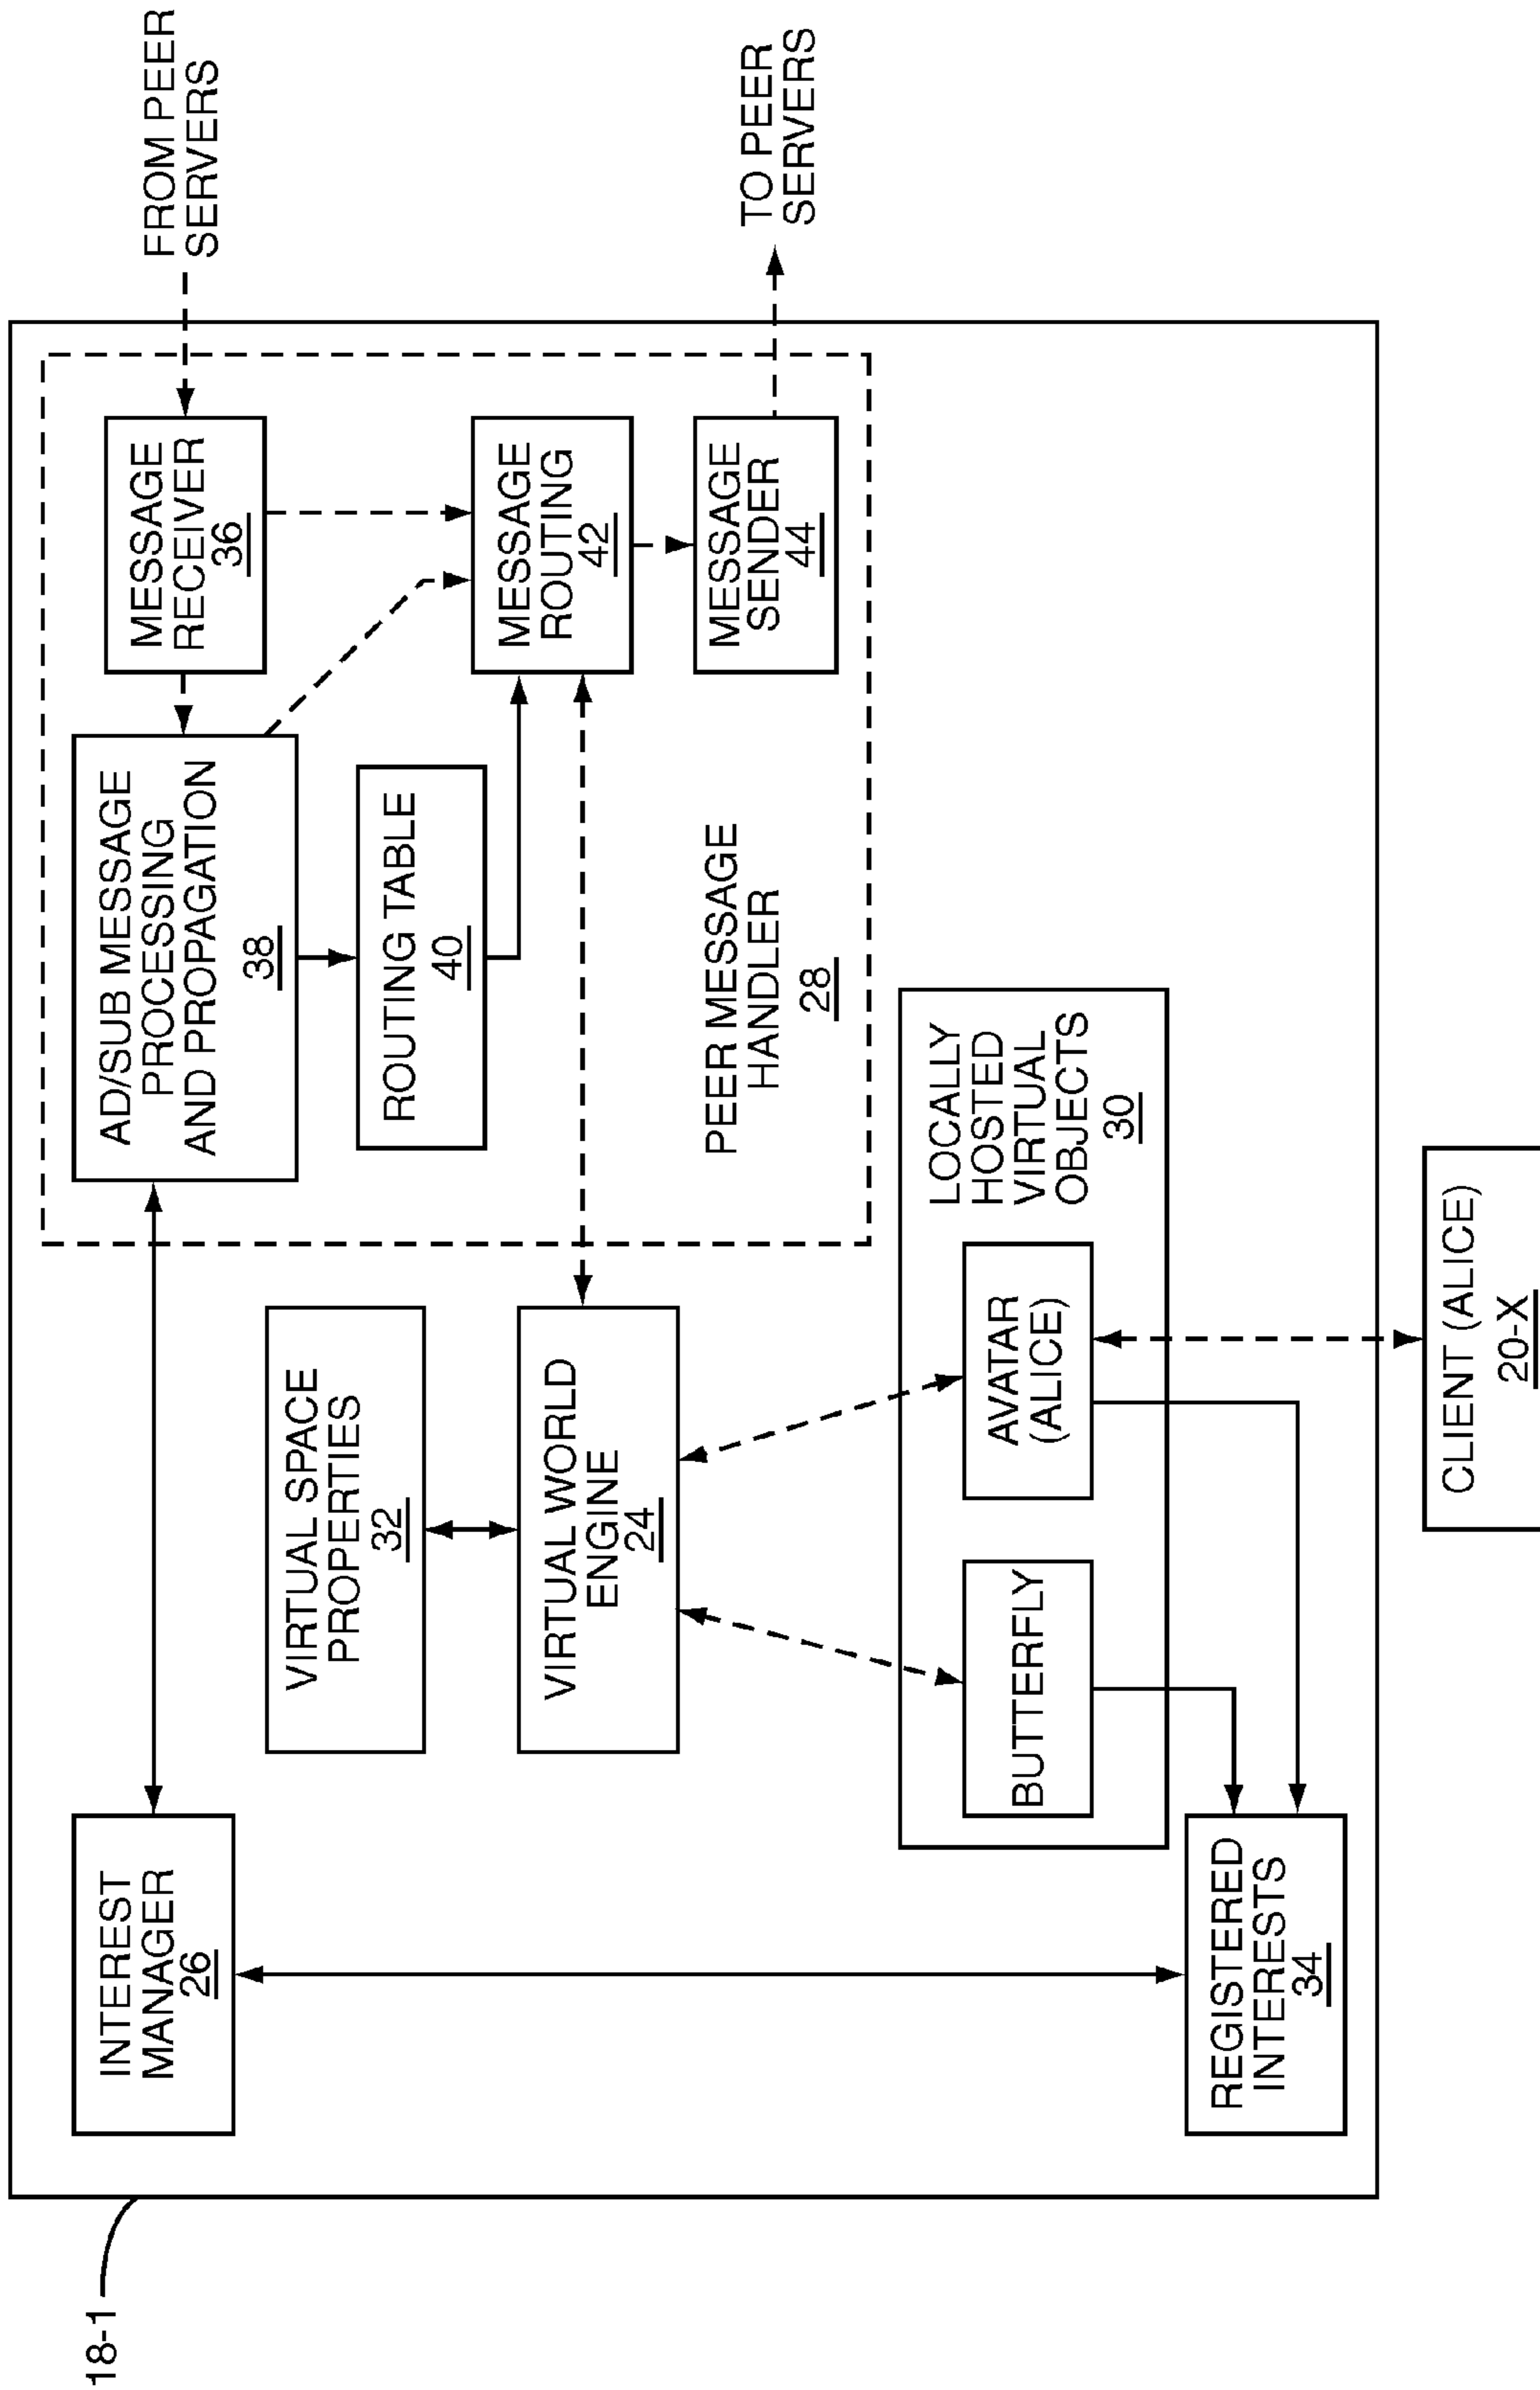 18-1
INTEREST
MANAGER
26
VIRTUAL SPACE
PROPERTIES
32
VIRTUAL WORLD
ENGINE
24
AD/SUB MESSAGE
PROCESSING
AND PROPAGATION
38
ROUTING TABLE
40
MESSAGE
RECEIVER
36
MESSAGE
ROUTING
42
MESSAGE
SENDER
44
PEER MESSAGE
HANDLER
28
FROM PEER
SERVERS
TO PEER
SERVERS
LOCALLY
HOSTED
VIRTUAL
OBJECTS
30
BUTTERFLY
AVATAR
(ALICE)
REGISTERED
INTERESTS
34
CLIENT (ALICE)
20-X